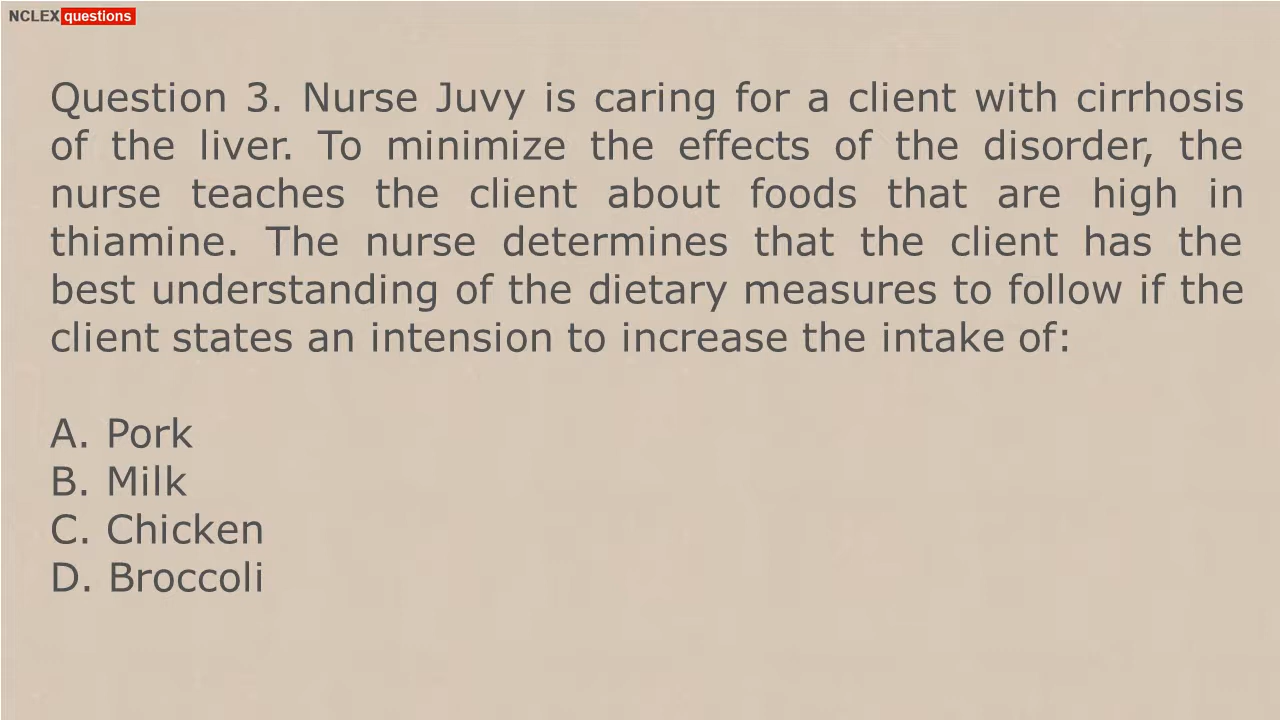 NCLEX questions
Question 3. Nurse Juvy is caring for a client with cirrhosis
of the liver. To minimize the effects of the disorder, the
nurse teaches the client about foods that are high in
thiamine. The nurse determines that the client has the
best understanding of the dietary measures to follow if the
client states an intension to increase the intake of:
A. Pork
B. Milk
C. Chicken
D. Broccoli